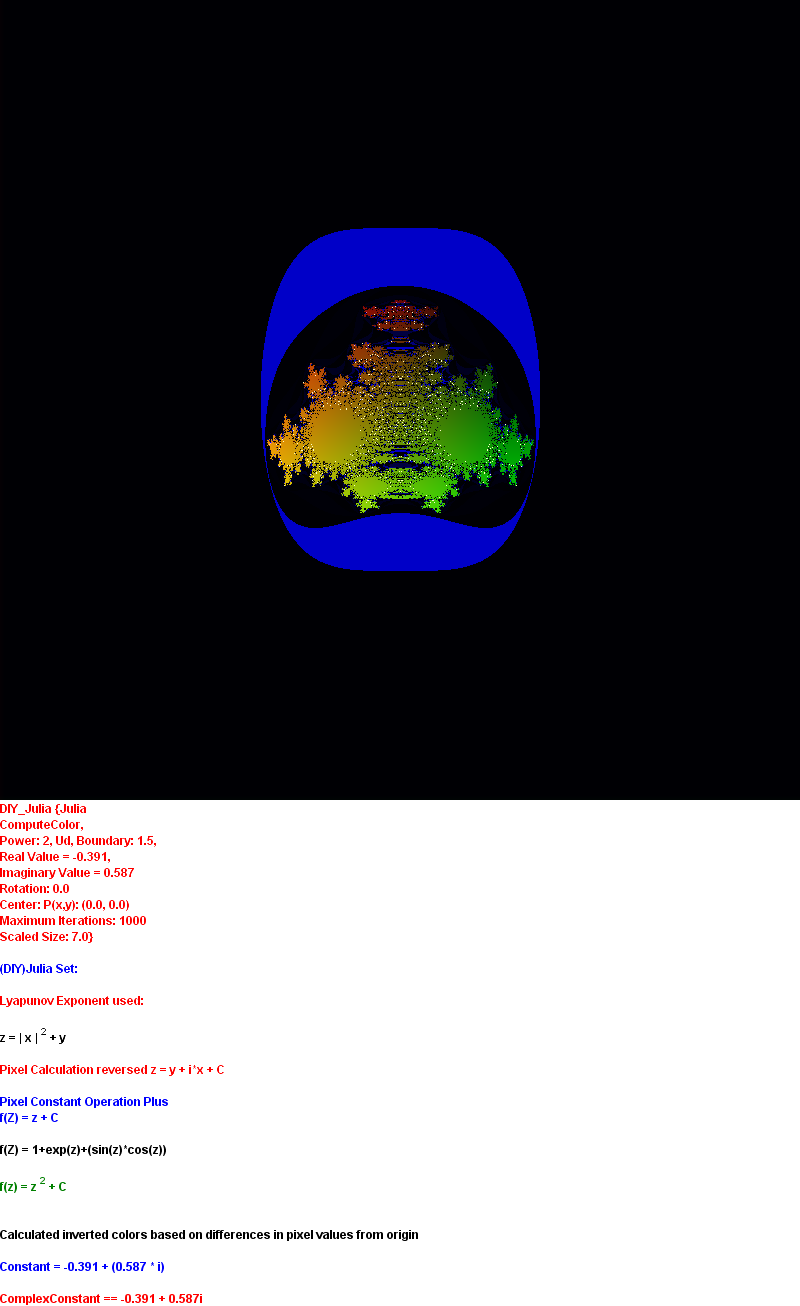 DIY_Julia {Julia
ComputeColor,
Power: 2, Ud, Boundary: 1.5,
Real Value = -0.391,
Imaginary Value = 0.587
Rotation: 0.0
Center: P(x,y): (0.0, 0.0)
Maximum Iterations: 1000
Scaled Size: 7.0}
(DIY)Julia Set:
Lyapunov Exponent used:
z = | x | 2 + y
Pixel Calculation reversed z = y + i*x + C
Pixel Constant Operation Plus
f(Z) = z + C
f(Z) = 1+exp(z)+(sin(z)*cos(z))
f(z) = z 2 + C
Calculated inverted colors based on differences in pixel values from origin
Constant = -0.391 + (0.587 * i)
ComplexConstant == -0.391 + 0.587i